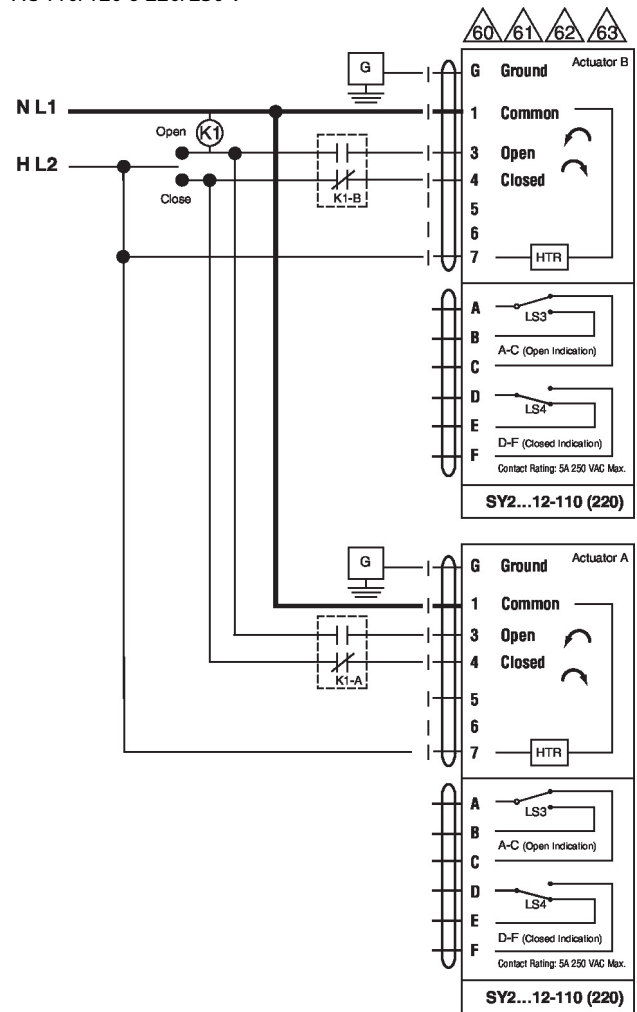 60 61 62 63
G G Ground Actuator B
N L1 1 Common
Open K1 3 Open
H L2 4 Closed
Close K1-B
5
6
7 HTR
A LS3
B
A-C (Open Indication)
C
D LS4
E
D-F (Closed Indication)
F
Contact Rating: 5A 250 VAC Max.
SY2...12-110 (220)
G G Ground Actuator A
1 Common
3 Open
4 Closed
K1-A
5
6
7 HTR
A LS3
B
A-C (Open Indication)
C
D LS4
E
D-F (Closed Indication)
F
Contact Rating: 5A 250 VAC Max.
SY2...12-110 (220)